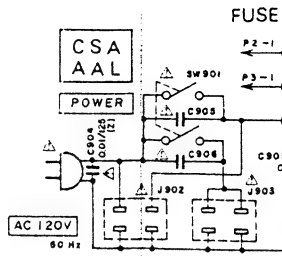 FUSE
CSA
AAL
P2-1
SW901
P3-1
POWER
C905
C904
0.01/125
(Z)
C906
C90
J902
J903
AC 120V
60 Hz